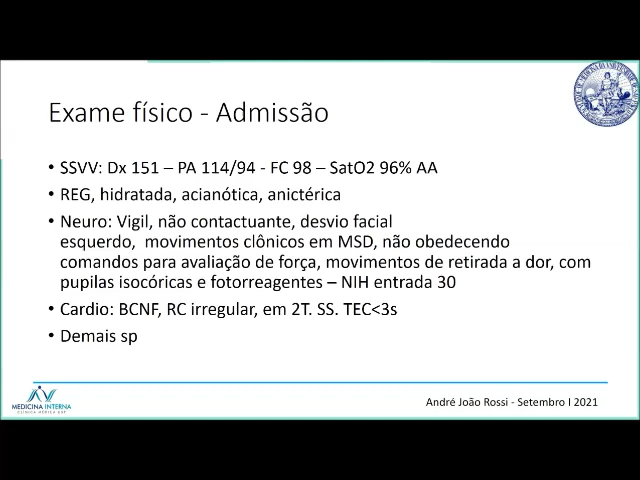 Exame físico - Admissão
• SSVV: Dx 151 – PA 114/94 - FC 98 – SatO2 96% AA
• REG, hidratada, acianótica, anictérica
• Neuro: Vigil, não contactuante, desvio facial
esquerdo, movimentos clônicos em MSD, não obedecendo
comandos para avaliação de força, movimentos de retirada a dor, com
pupilas isocóricas e fotorreagentes – NIH entrada 30
• Cardio: BCNF, RC irregular, em 2T. SS. TEC<3s
• Demais sp
MEDICINA INTERNA
CLÍNICA MÉDICA USP
André João Rossi - Setembro I 2021